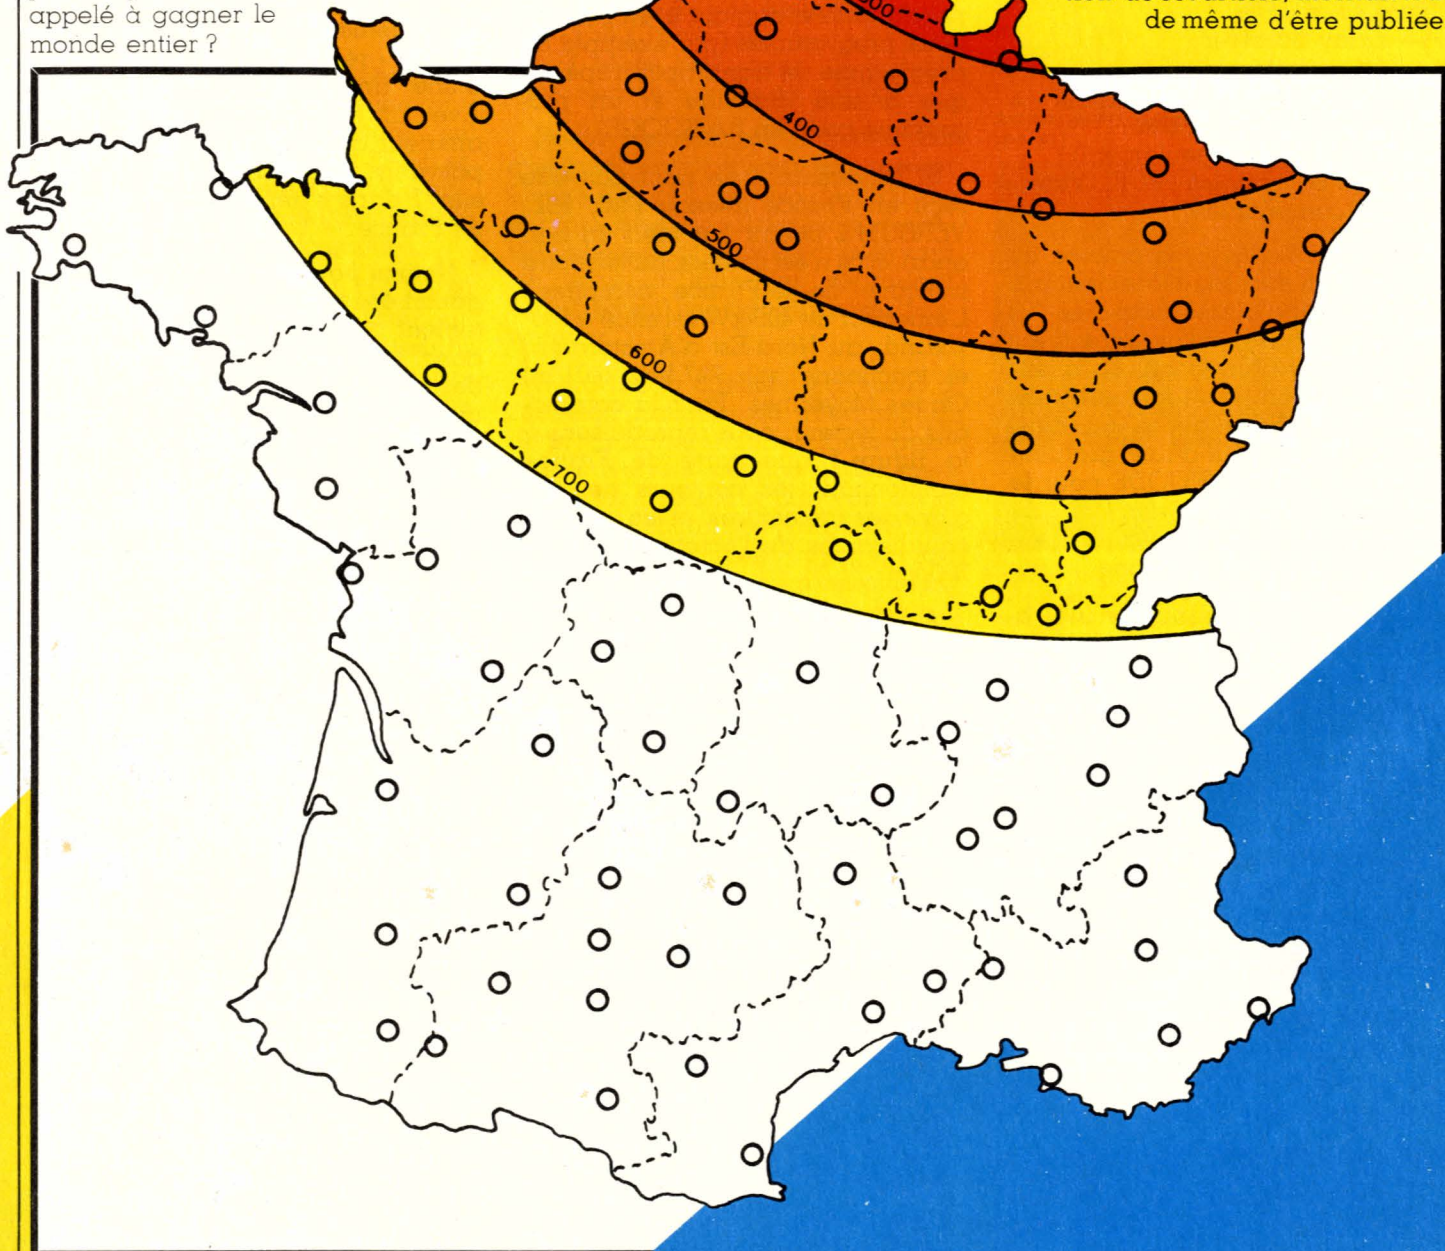 appelé à gagner le
monde entier ?
de même d'être publiée
400
500
600
700